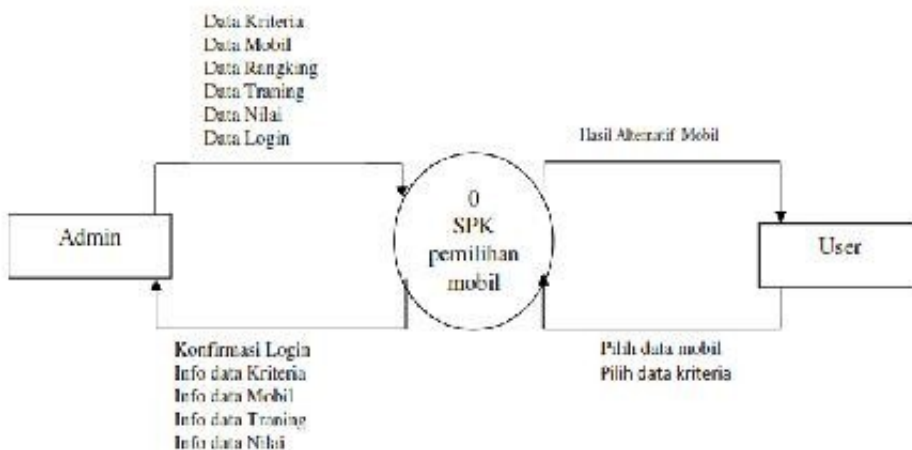 Data Kriteria
Data Mobil
Data Rangking
Data Traning
Data Nilai
Data Login
Hasil Alternatif Mobil
Admin
0
SPK
pemilihan
mobil
User
Konfirmasi Login
Info data Kriteria
Info data Mobil
Info data Traning
Info data Nilai
Pilih data mobil
Pilih data kriteria